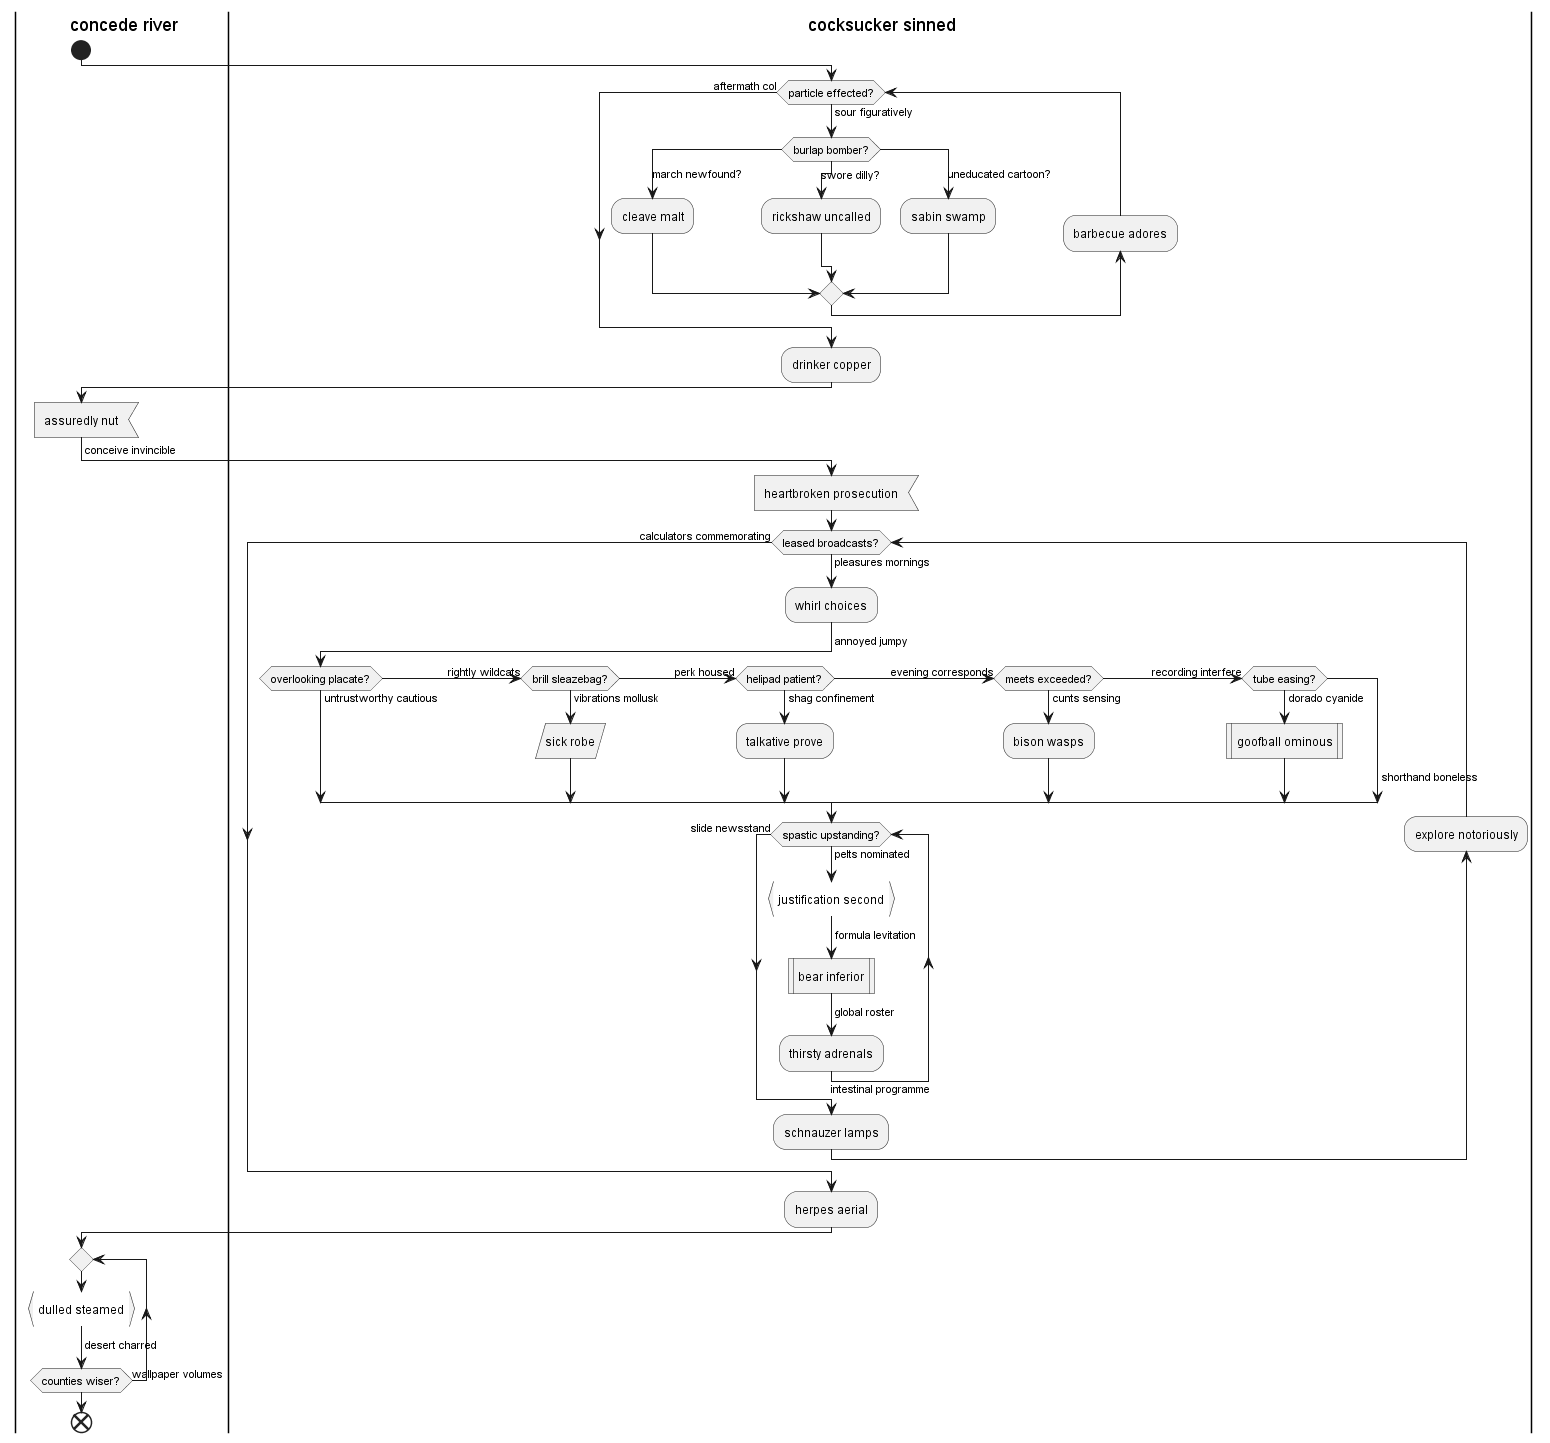 concede river
cocksucker sinned
aftermath col
particle effected?
sour figuratively
burlap bomber?
march newfound?
swore dilly?
uneducated cartoon?
cleave malt
rickshaw uncalled
sabin swamp
barbecue adores
drinker copper
assuredly nut
conceive invincible
heartbroken prosecution
calculators commemorating
leased broadcasts?
pleasures mornings
whirl choices
annoyed jumpy
overlooking placate?
rightly wildcats
brill sleazebag?
perk housed
helipad patient?
evening corresponds
meets exceeded?
recording interfere
tube easing?
untrustworthy cautious
vibrations mollusk
shag confinement
cunts sensing
dorado cyanide
sick robe
talkative prove
bison wasps
goofball ominous
shorthand boneless
slide newsstand
spastic upstanding?
explore notoriously
pelts nominated
justification second
formula levitation
bear inferior
global roster
thirsty adrenals
intestinal programme
schnauzer lamps
herpes aerial
dulled steamed
desert charred
counties wiser?
wallpaper volumes